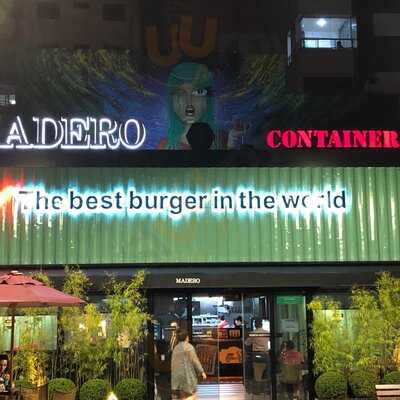 MADERO
CONTAINER
The best burger in the world
MADERO